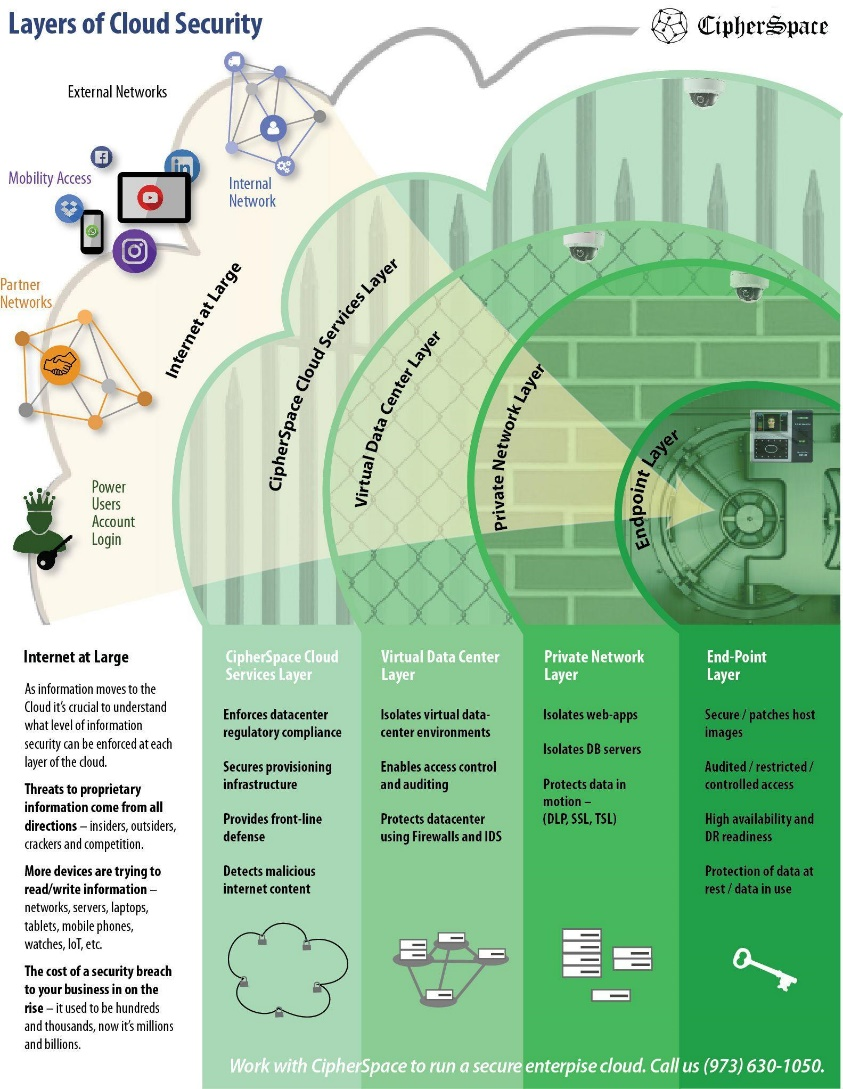 Layers of Cloud Security
CipherSpace
External Networks
Mobility Access
Internal
Network
Partner
Networks
Power
Users
Account
Login
Internet at Large
CipherSpace Cloud Services Layer
Virtual Data Center Layer
Private Network Layer
Endpoint Layer
Internet at Large
As information moves to the
Cloud it's crucial to understand
what level of information
security can be enforced at each
layer of the cloud.
Threats to proprietary
information come from all
directions – insiders, outsiders,
crackers and competition.
More devices are trying to
read/write information –
networks, servers, laptops,
tablets, mobile phones,
watches, IoT, etc.
The cost of a security breach
to your business in on the
rise – it used to be hundreds
and thousands, now it's millions
and billions.
CipherSpace Cloud
Services Layer
Enforces datacenter
regulatory compliance
Secures provisioning
infrastructure
Provides front-line
defense
Detects malicious
internet content
Virtual Data Center
Layer
Isolates virtual data-
center environments
Enables access control
and auditing
Protects datacenter
using Firewalls and IDS
Private Network
Layer
Isolates web-apps
Isolates DB servers
Protects data in
motion –
(DLP, SSL, TSL)
End-Point
Layer
Secure / patches host
images
Audited / restricted /
controlled access
High availability and
DR readiness
Protection of data at
rest / data in use
Work with CipherSpace to run a secure enterpise cloud. Call us (973) 630-1050.